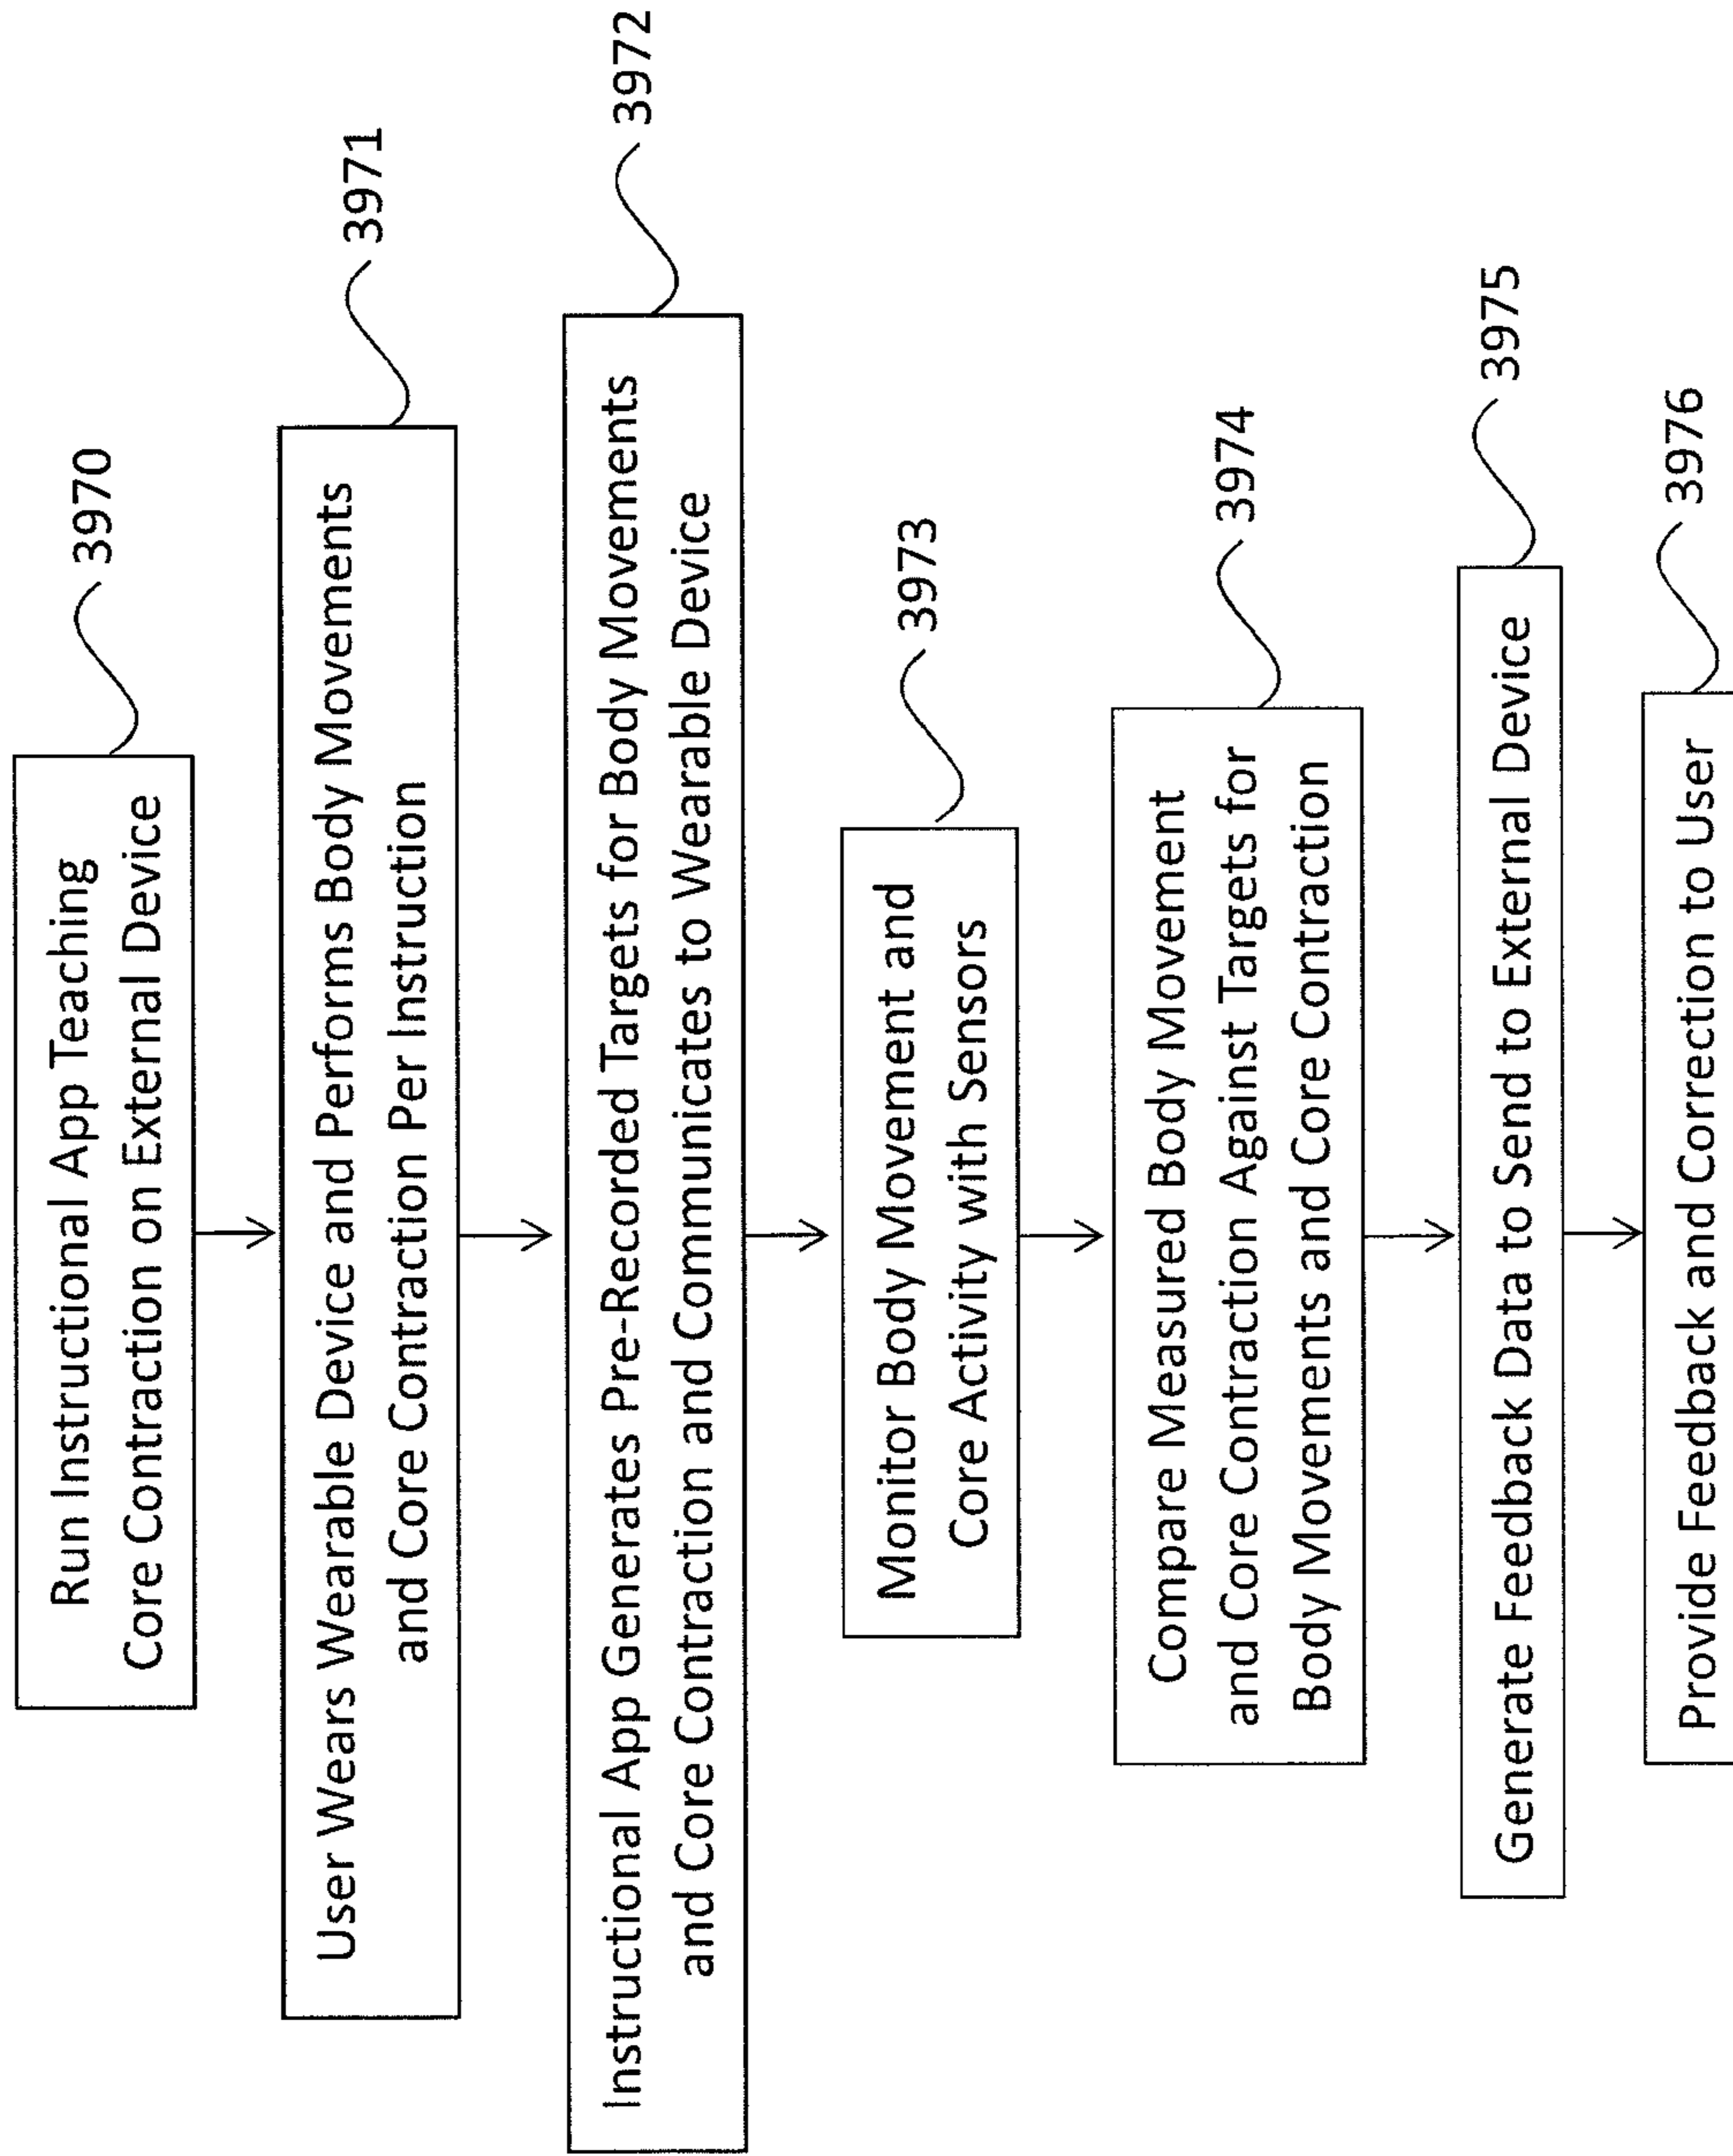 Run Instructional App Teaching
Core Contraction on External Device
3970
User Wears Wearable Device and Performs Body Movements
and Core Contraction Per Instruction
3971
Instructional App Generates Pre-Recorded Targets for Body Movements
and Core Contraction and Communicates to Wearable Device
3972
Monitor Body Movement and
Core Activity with Sensors
3973
Compare Measured Body Movement
and Core Contraction Against Targets for
Body Movements and Core Contraction
3974
Generate Feedback Data to Send to External Device
3975
Provide Feedback and Correction to User
3976